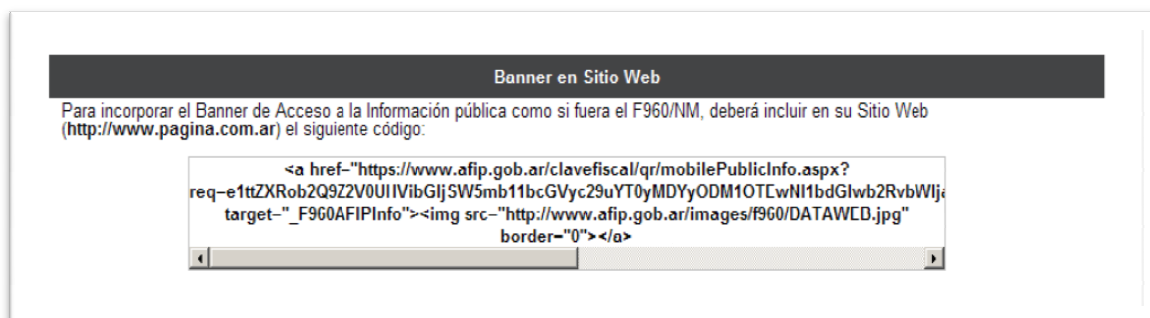 Banner en Sitio Web
Para incorporar el Banner de Acceso a la Información pública como si fuera el F960/NM, deberá incluir en su Sitio Web
(http://www.pagina.com.ar) el siguiente código:
<a href="https://www.afip.gob.ar/clavefiscal/qr/mobilePublicInfo.aspx?
target="_F960AFIPInfo"><img src="http://www.afip.gob.ar/images/f960/DATAWEB.jpg"
border="0"></a>